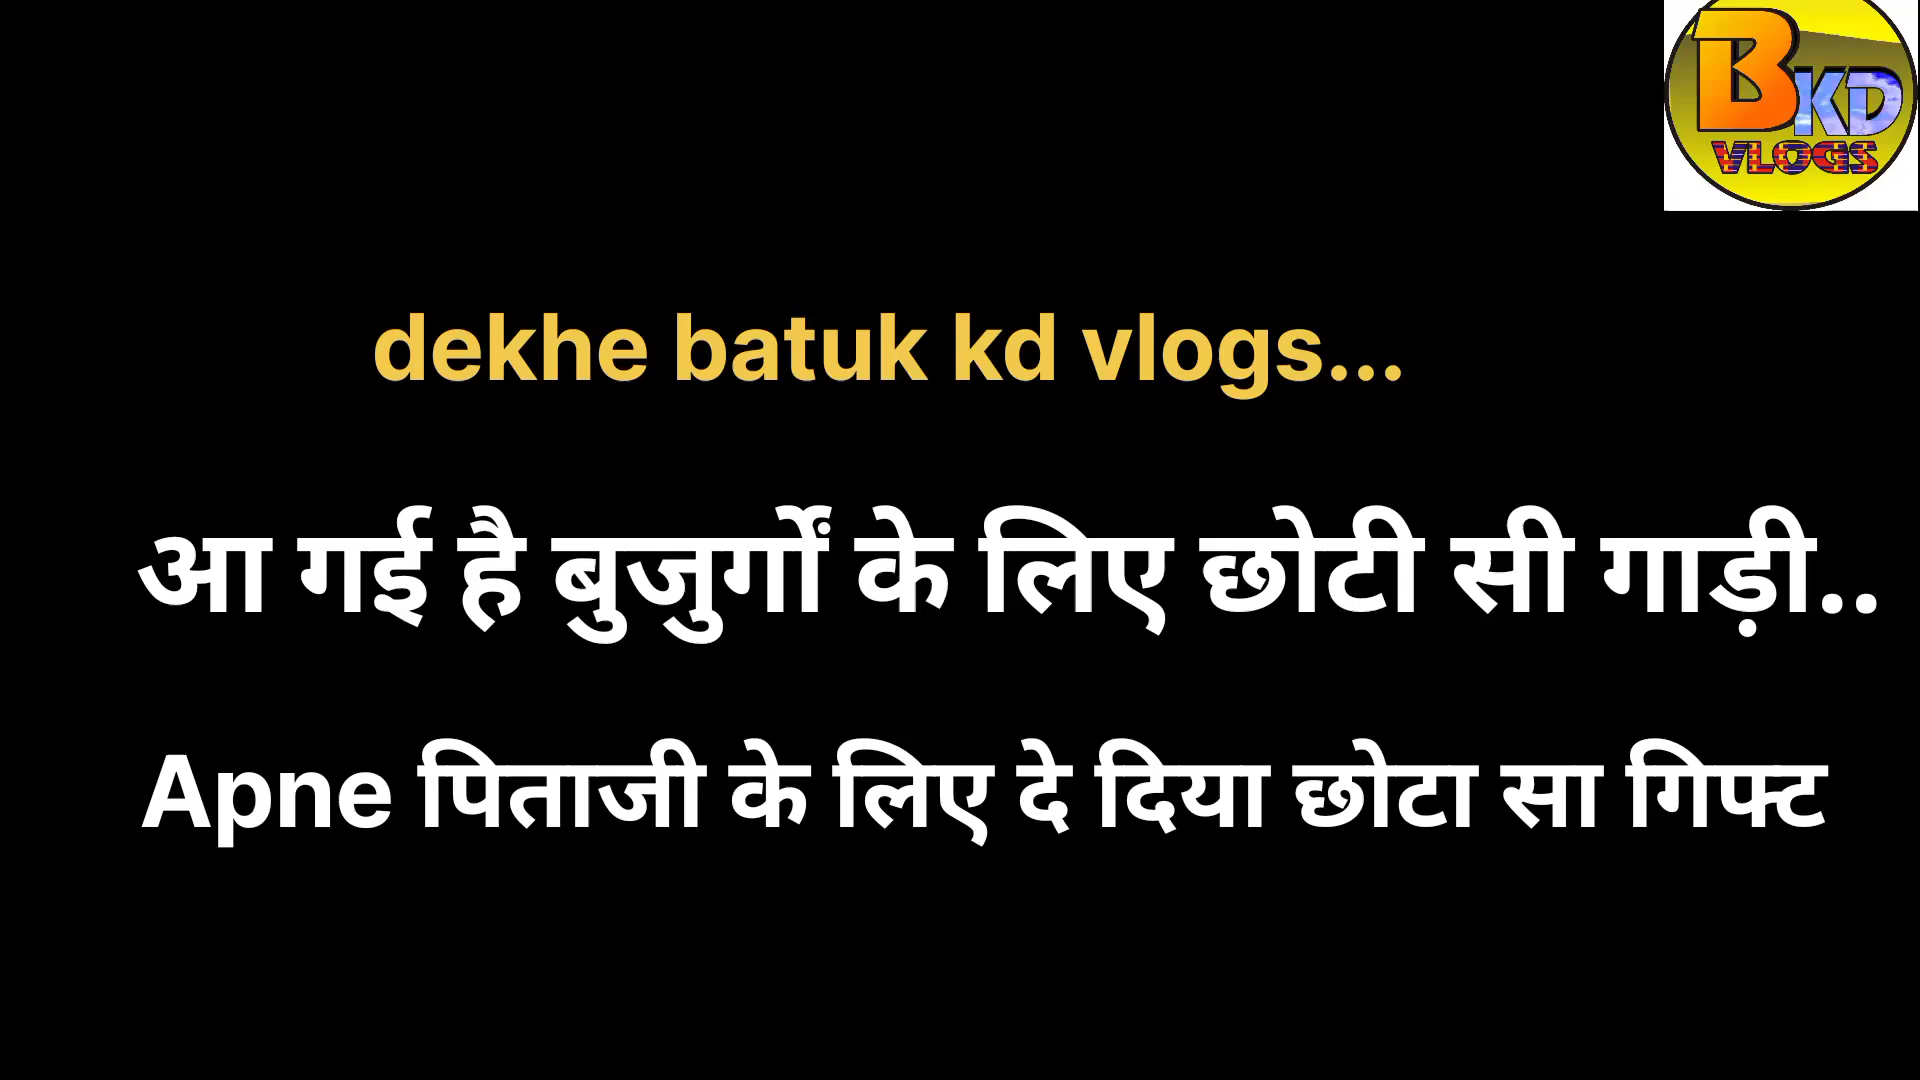 BKD
VLOGS
dekhe batuk kd vlogs...
आ गई है बुजुर्गों के लिए छोटी सी गाड़ी..
Apne पिताजी के लिए दे दिया छोटा सा गिफ्ट